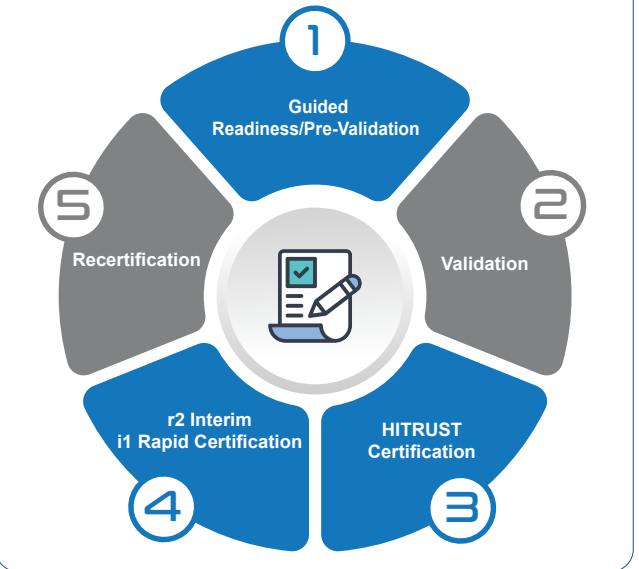 1
Guided
Readiness/Pre-Validation
2
Validation
3
HITRUST
Certification
4
r2 Interim
i1 Rapid Certification
5
Recertification